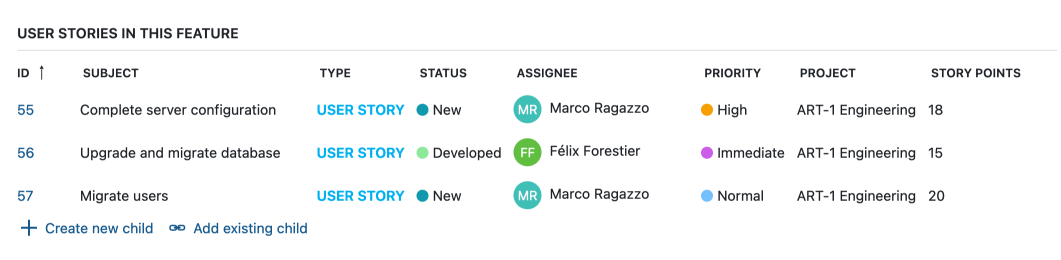 USER STORIES IN THIS FEATURE
ID ↑ SUBJECT TYPE STATUS ASSIGNEE PRIORITY PROJECT STORY POINTS
55 Complete server configuration USER STORY New MR Marco Ragazzo High ART-1 Engineering 18
56 Upgrade and migrate database USER STORY Developed FF Félix Forestier Immediate ART-1 Engineering 15
57 Migrate users USER STORY New MR Marco Ragazzo Normal ART-1 Engineering 20
Create new child Add existing child